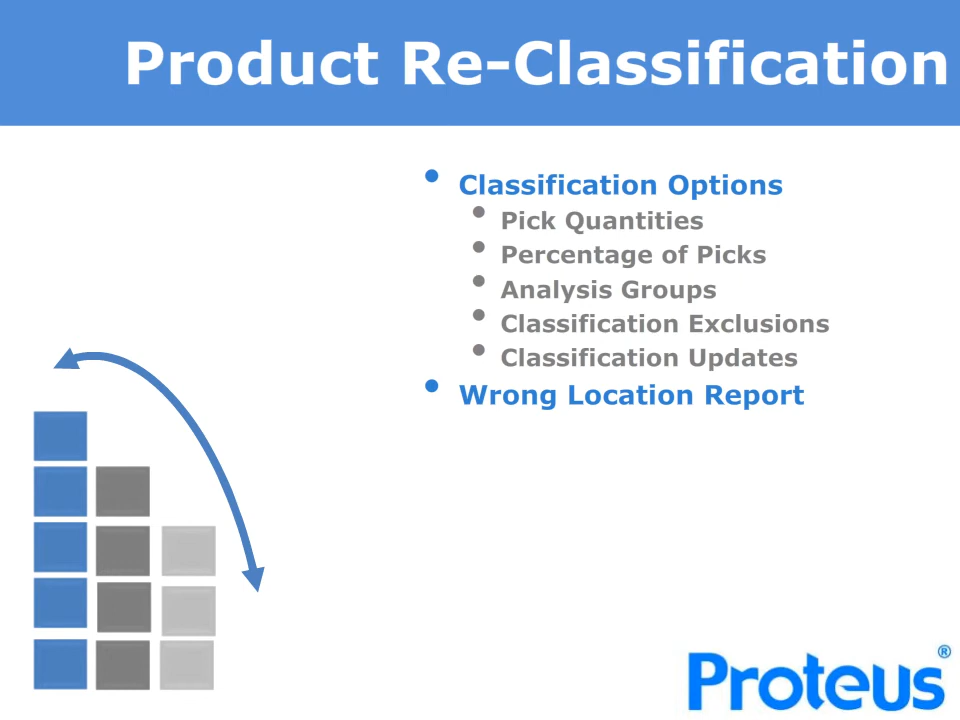 Product Re-Classification
• Classification Options
• Pick Quantities
• Percentage of Picks
• Analysis Groups
• Classification Exclusions
• Classification Updates
• Wrong Location Report
Proteus®